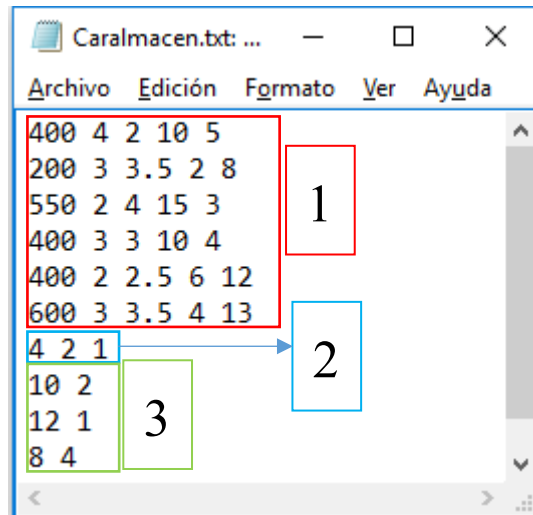 Caralmacen.txt: ...
Archivo Edición Formato Ver Ayuda
400 4 2 10 5
200 3 3.5 2 8
550 2 4 15 3
400 3 3 10 4
400 2 2.5 6 12
600 3 3.5 4 13
1
4 2 1
2
10 2
12 1
8 4
3